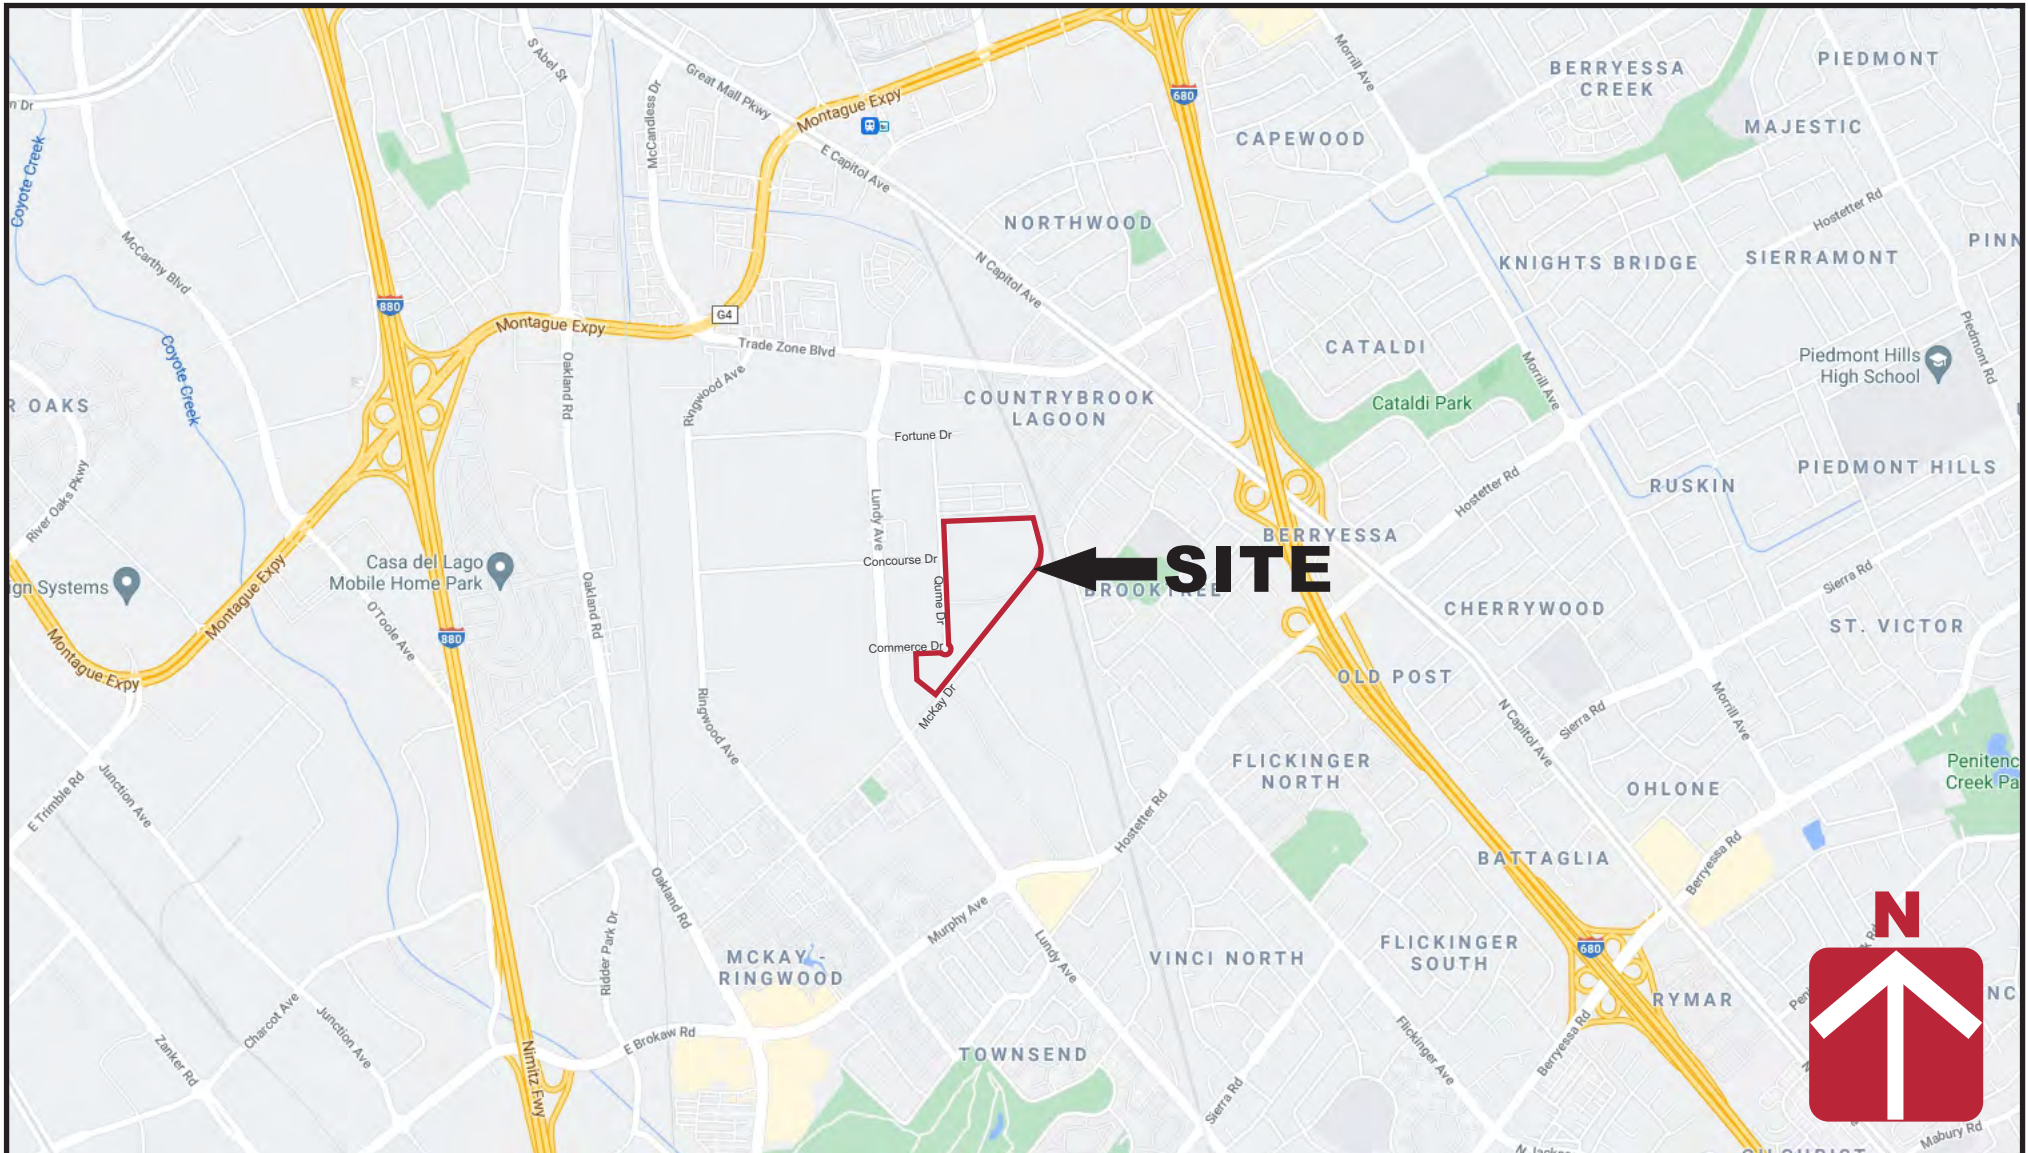 S Abel St
Great Mall Pkwy
McCandless Dr
Montague Expy
680
Morrill Ave
BERRYESSA
CREEK
PIEDMONT
MAJESTIC
CAPEWOOD
n Dr
Coyote Creek
E Capitol Ave
NORTHWOOD
Hostetter Rd
PINN
McCarthy Blvd
N Capitol Ave
KNIGHTS BRIDGE
SIERRAMONT
880
Montague Expy
G4
Trade Zone Blvd
CATALDI
Piedmont Rd
Piedmont Hills
High School
Coyote Creek
Oakland Rd
Ringwood Ave
COUNTRYBROOK
LAGOON
Cataldi Park
Morrill Ave
R OAKS
Fortune Dr
PIEDMONT HILLS
River Oaks Pkwy
Lundy Ave
Hostetter Rd
RUSKIN
BERRYESSA
Casa del Lago
Mobile Home Park
Concourse Dr
SITE
ign Systems
Montague Expy
Qume Dr
BROOKTREE
Sierra Rd
O'Toole Ave
Oakland Rd
CHERRYWOOD
880
ST. VICTOR
Montague Expy
Commerce Dr
OLD POST
McKay Dr
Ringwood Ave
N Capitol Ave
Sierra Rd
Morrill Ave
FLICKINGER
NORTH
Penitenc
Creek Pa
E Trimble Rd
Junction Ave
OHLONE
Hostetter Rd
BATTAGLIA
Berryessa Rd
Oakland Rd
Murphy Ave
N
Ridder Park Dr
MCKAY -
RINGWOOD
Lundy Ave
VINCI NORTH
FLICKINGER
SOUTH
680
RYMAR
NC
Charcot Ave
Junction Ave
Zanker Rd
Nimitz Fwy
E Brokaw Rd
TOWNSEND
Flickinger Ave
Berryessa Rd
Sierra Rd
Mabury Rd